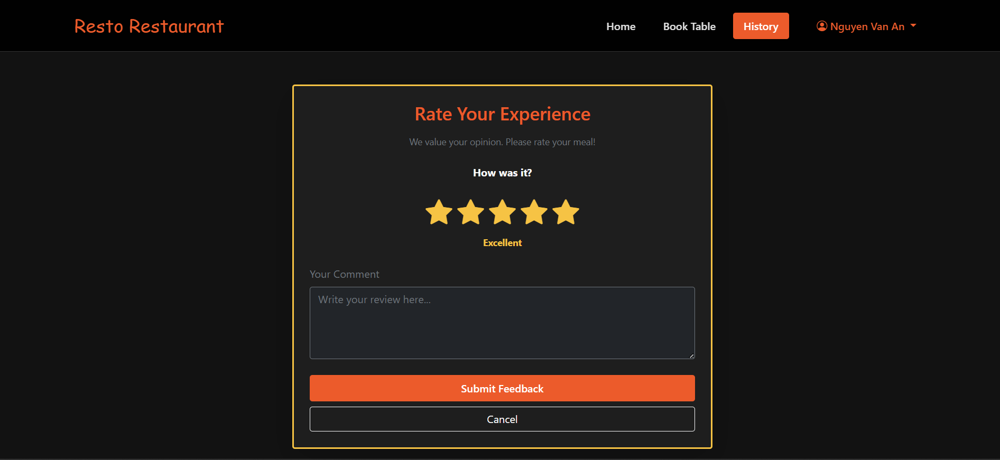 Resto Restaurant
Home Book Table History Nguyen Van An
Rate Your Experience
We value your opinion. Please rate your meal!
How was it?
Excellent
Your Comment
Write your review here...
Submit Feedback
Cancel